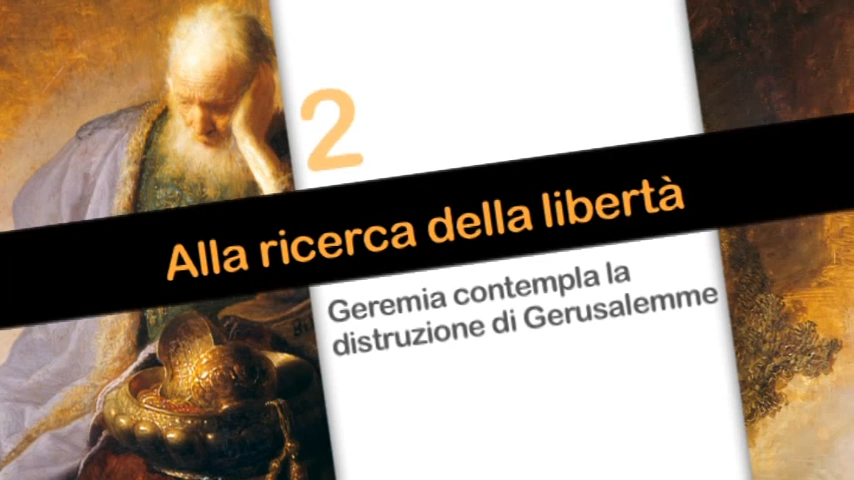 2
Alla ricerca della libertà
Geremia contempla la
distruzione di Gerusalemme